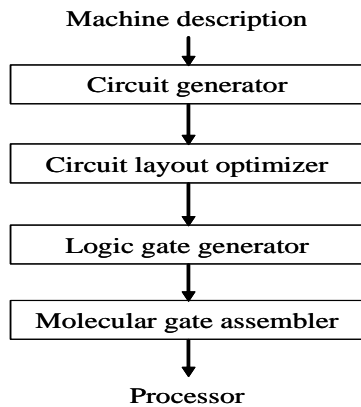 Machine description
Circuit generator
Circuit layout optimizer
Logic gate generator
Molecular gate assembler
Processor